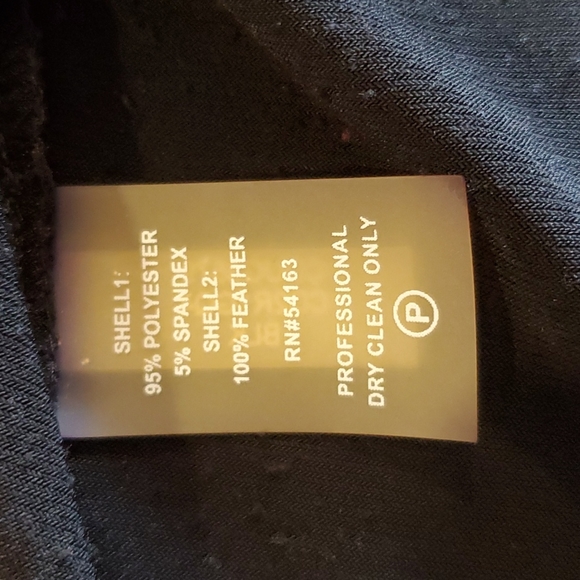 SHELL1:
95% POLYESTER
5% SPANDEX
SHELL2:
100% FEATHER
RN#54163
PROFESSIONAL
DRY CLEAN ONLY
P